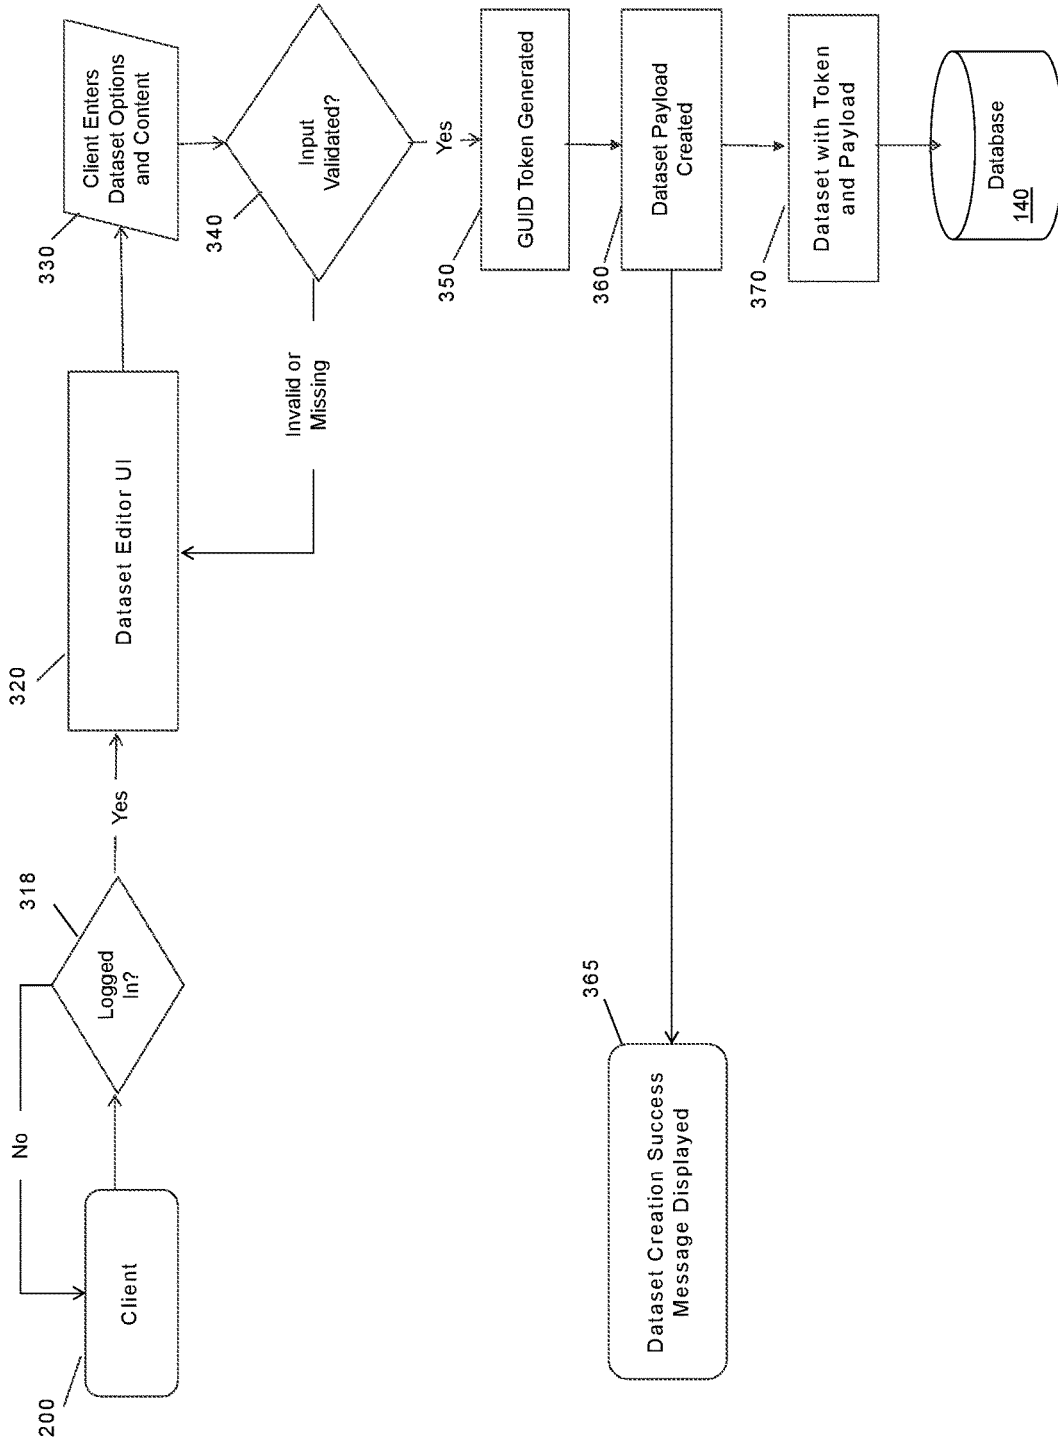 200
Client
No
318
Logged
In?
Yes
320
Dataset Editor UI
330
Client Enters
Dataset Options
and Content
340
Input
Validated?
Invalid or
Missing
Yes
350
GUID Token Generated
360
Dataset Payload
Created
365
Dataset Creation Success
Message Displayed
370
Dataset with Token
and Payload
Database
140